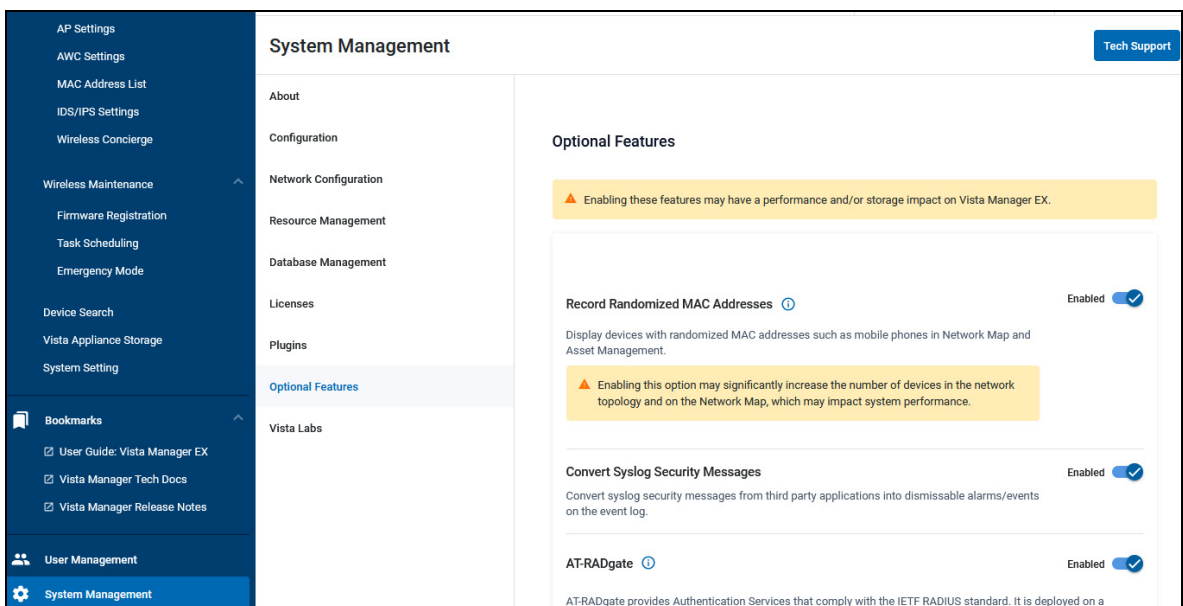 AP Settings
AWC Settings
MAC Address List
IDS/IPS Settings
Wireless Concierge
Wireless Maintenance
Firmware Registration
Task Scheduling
Emergency Mode
Device Search
Vista Appliance Storage
System Setting
Bookmarks
User Guide: Vista Manager EX
Vista Manager Tech Docs
Vista Manager Release Notes
User Management
System Management
System Management
Tech Support
About
Configuration
Network Configuration
Resource Management
Database Management
Licenses
Plugins
Optional Features
Vista Labs
Optional Features
Enabling these features may have a performance and/or storage impact on Vista Manager EX.
Record Randomized MAC Addresses
Enabled
Display devices with randomized MAC addresses such as mobile phones in Network Map and
Asset Management.
Enabling this option may significantly increase the number of devices in the network
topology and on the Network Map, which may impact system performance.
Convert Syslog Security Messages
Enabled
Convert syslog security messages from third party applications into dismissable alarms/events
on the event log.
AT-RADgate
Enabled
AT-RADgate provides Authentication Services that comply with the IETF RADIUS standard. It is deployed on a